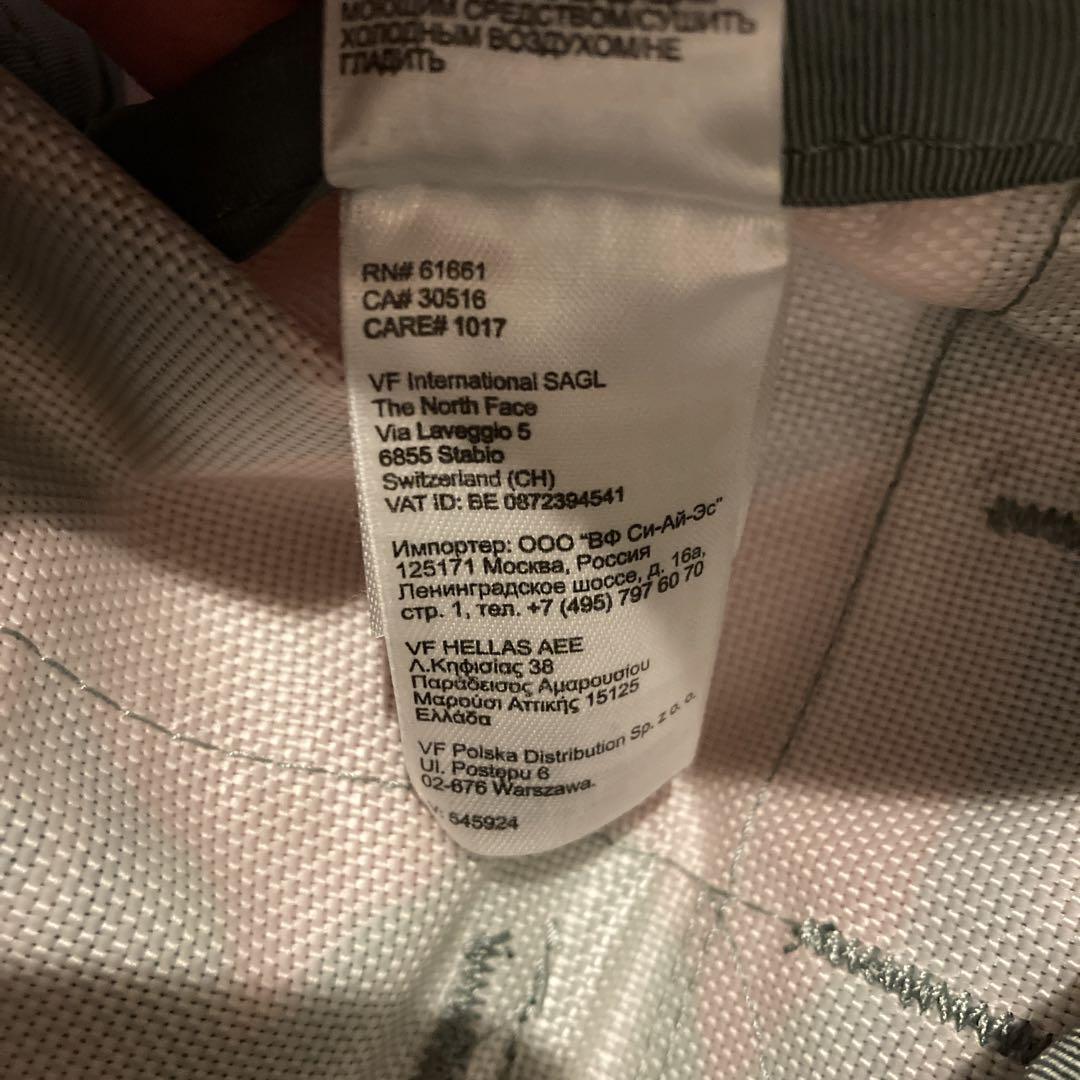 МОЮЩИМ СРЕДСТВОМ/СУШИТЬ
ХОЛОДНЫМ ВОЗДУХОМ/НЕ
ГЛАДИТЬ
RN# 61661
CA# 30516
CARE# 1017
VF International SAGL
The North Face
Via Laveggio 5
6855 Stabio
Switzerland (CH)
VAT ID: BE 0872394541
Импортер: ООО "ВФ Си-Ай-Эс"
125171 Москва, Россия
Ленинградское шоссе, д. 16а,
стр. 1, тел. +7 (495) 797 60 70
VF HELLAS AEE
Λ.Κηφισίας 38
Παράδεισος Αμαρουσίου
Μαρούσι Αττικής 15125
Ελλάδα
VF Polska Distribution Sp. z o. o.
Ul. Postępu 6
02-676 Warszawa.
545924